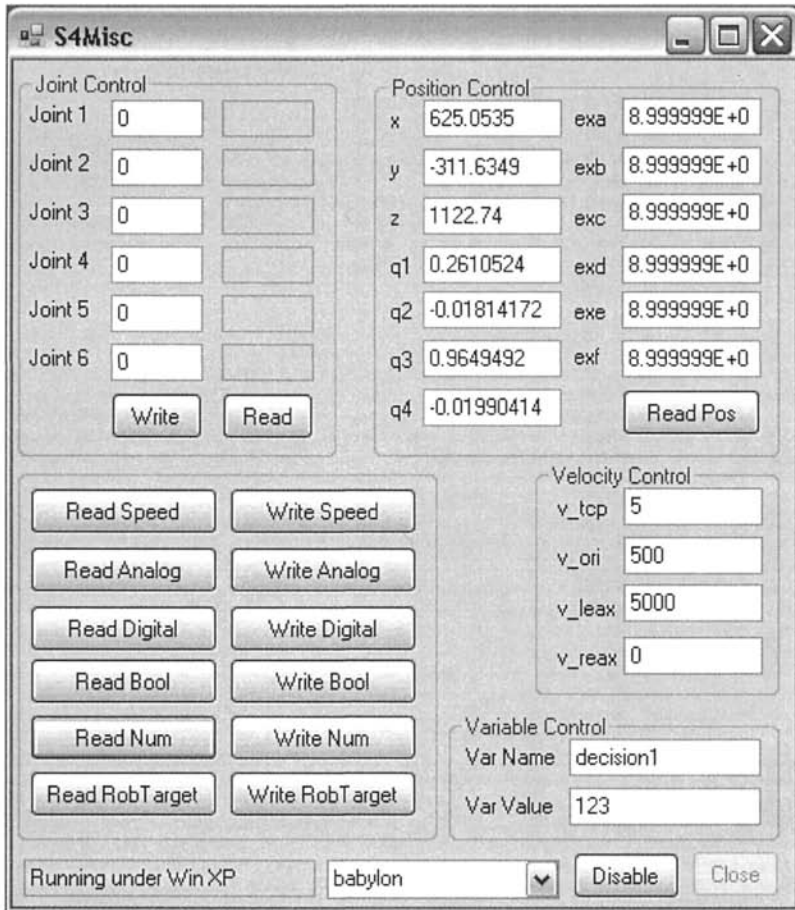 S4Misc
Joint Control
Joint 1 0
Joint 2 0
Joint 3 0
Joint 4 0
Joint 5 0
Joint 6 0
Write Read
Position Control
x 625.0535 exa 8.999999E+0
y -311.6349 exb 8.999999E+0
z 1122.74 exc 8.999999E+0
q1 0.2610524 exd 8.999999E+0
q2 -0.01814172 exe 8.999999E+0
q3 0.9649492 exf 8.999999E+0
q4 -0.01990414 Read Pos
Read Speed Write Speed
Read Analog Write Analog
Read Digital Write Digital
Read Bool Write Bool
Read Num Write Num
Read RobTarget Write RobTarget
Velocity Control
v_tcp 5
v_ori 500
v_leax 5000
v_reax 0
Variable Control
Var Name decision1
Var Value 123
Running under Win XP babylon Disable Close